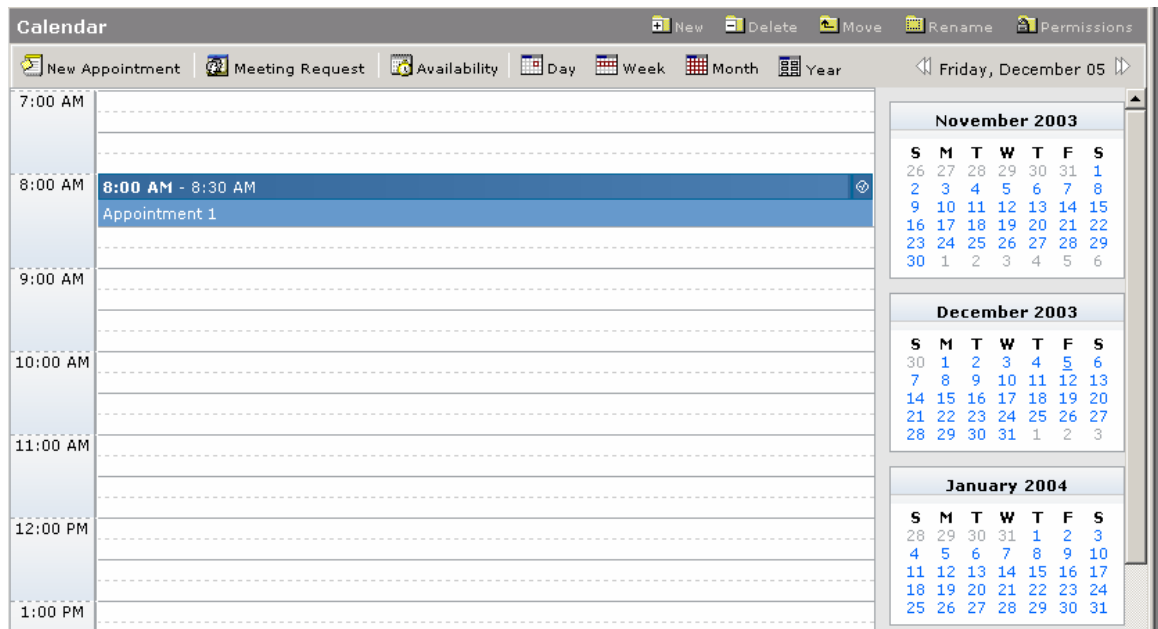 Calendar New Delete Move Rename Permissions
New Appointment Meeting Request Availability Day Week Month Year Friday, December 05
7:00 AM
8:00 AM 8:00 AM - 8:30 AM
Appointment 1
9:00 AM
10:00 AM
11:00 AM
12:00 PM
1:00 PM
November 2003
S M T W T F S
26 27 28 29 30 31 1
2 3 4 5 6 7 8
9 10 11 12 13 14 15
16 17 18 19 20 21 22
23 24 25 26 27 28 29
30 1 2 3 4 5 6
December 2003
S M T W T F S
30 1 2 3 4 5 6
7 8 9 10 11 12 13
14 15 16 17 18 19 20
21 22 23 24 25 26 27
28 29 30 31 1 2 3
January 2004
S M T W T F S
28 29 30 31 1 2 3
4 5 6 7 8 9 10
11 12 13 14 15 16 17
18 19 20 21 22 23 24
25 26 27 28 29 30 31